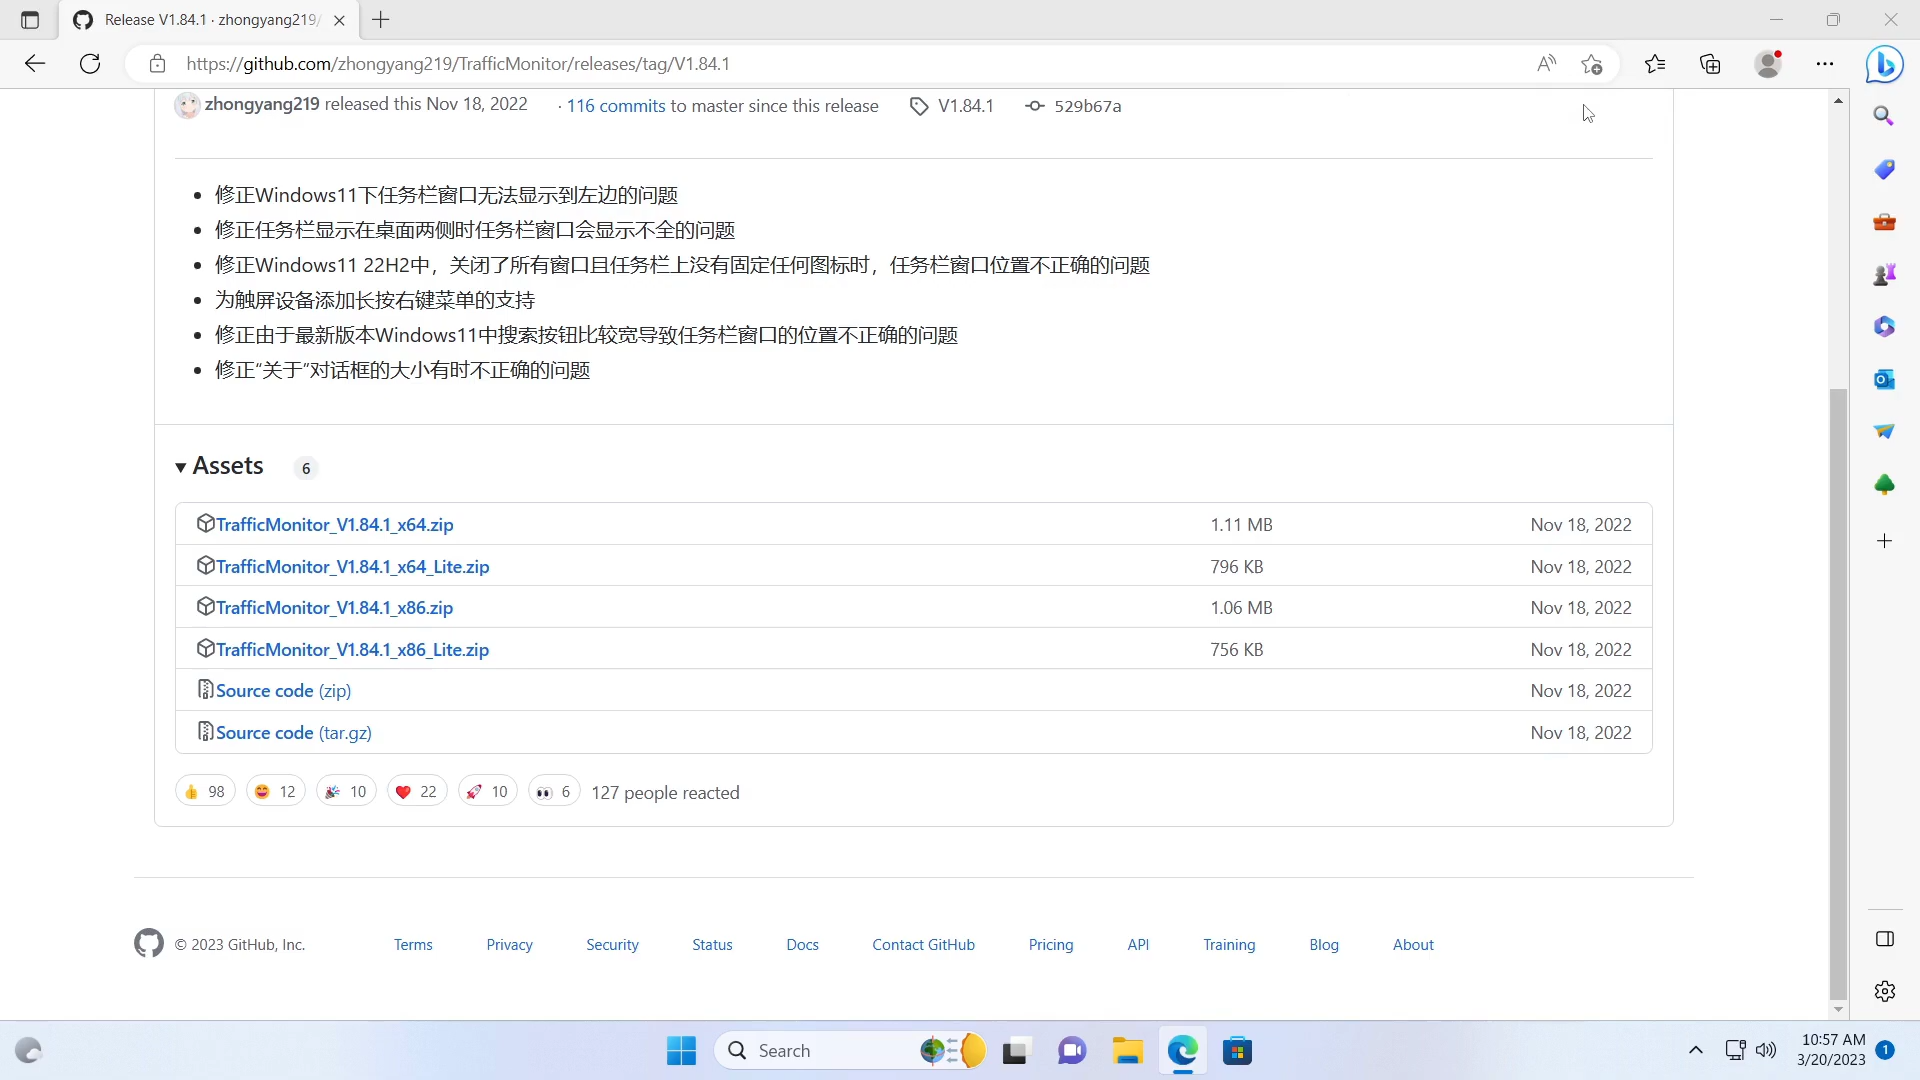 Release V1.84.1 · zhongyang219/
https://github.com/zhongyang219/TrafficMonitor/releases/tag/V1.84.1
zhongyang219 released this Nov 18, 2022 · 116 commits to master since this release V1.84.1 529b67a
• 修正Windows11下任务栏窗口无法显示到左边的问题
• 修正任务栏显示在桌面两侧时任务栏窗口会显示不全的问题
• 修正Windows11 22H2中，关闭了所有窗口且任务栏上没有固定任何图标时，任务栏窗口位置不正确的问题
• 为触屏设备添加长按右键菜单的支持
• 修正由于最新版本Windows11中搜索按钮比较宽导致任务栏窗口的位置不正确的问题
• 修正“关于”对话框的大小有时不正确的问题
Assets 6
TrafficMonitor_V1.84.1_x64.zip 1.11 MB Nov 18, 2022
TrafficMonitor_V1.84.1_x64_Lite.zip 796 KB Nov 18, 2022
TrafficMonitor_V1.84.1_x86.zip 1.06 MB Nov 18, 2022
TrafficMonitor_V1.84.1_x86_Lite.zip 756 KB Nov 18, 2022
Source code (zip) Nov 18, 2022
Source code (tar.gz) Nov 18, 2022
98 12 10 22 10 6 127 people reacted
© 2023 GitHub, Inc. Terms Privacy Security Status Docs Contact GitHub Pricing API Training Blog About
Search
10:57 AM
3/20/2023 1